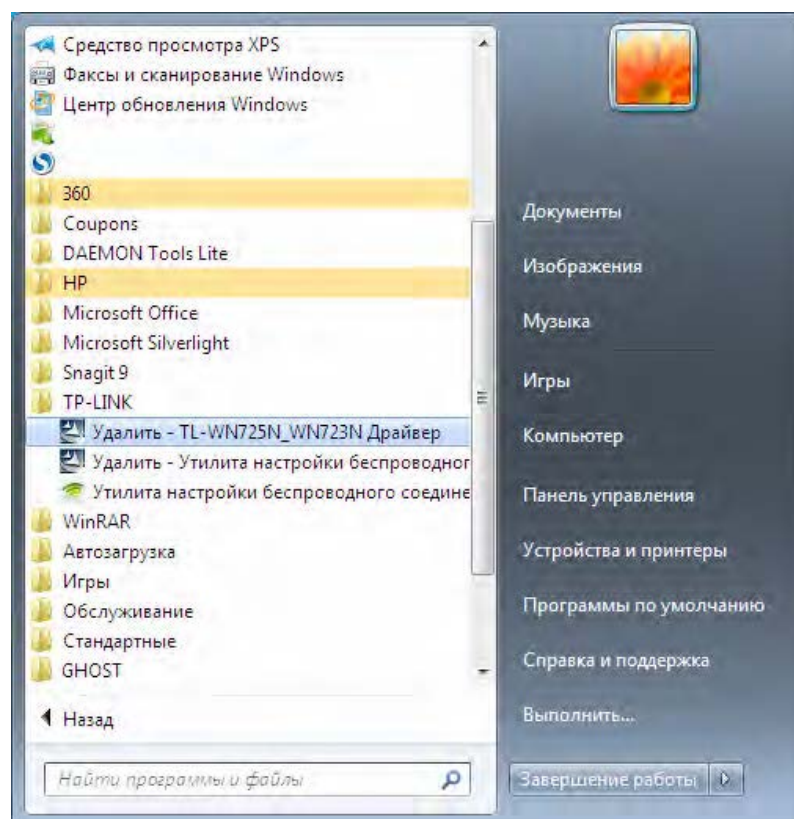 Средство просмотра XPS
Факсы и сканирование Windows
Центр обновления Windows
360
Coupons
DAEMON Tools Lite
HP
Microsoft Office
Microsoft Silverlight
Snagit 9
TP-LINK
Удалить - TL-WN725N_WN723N Драйвер
Удалить - Утилита настройки беспроводног
Утилита настройки беспроводного соедине
WinRAR
Автозагрузка
Игры
Обслуживание
Стандартные
GHOST
Назад
Найти программы и файлы
Документы
Изображения
Музыка
Игры
Компьютер
Панель управления
Устройства и принтеры
Программы по умолчанию
Справка и поддержка
Выполнить...
Завершение работы